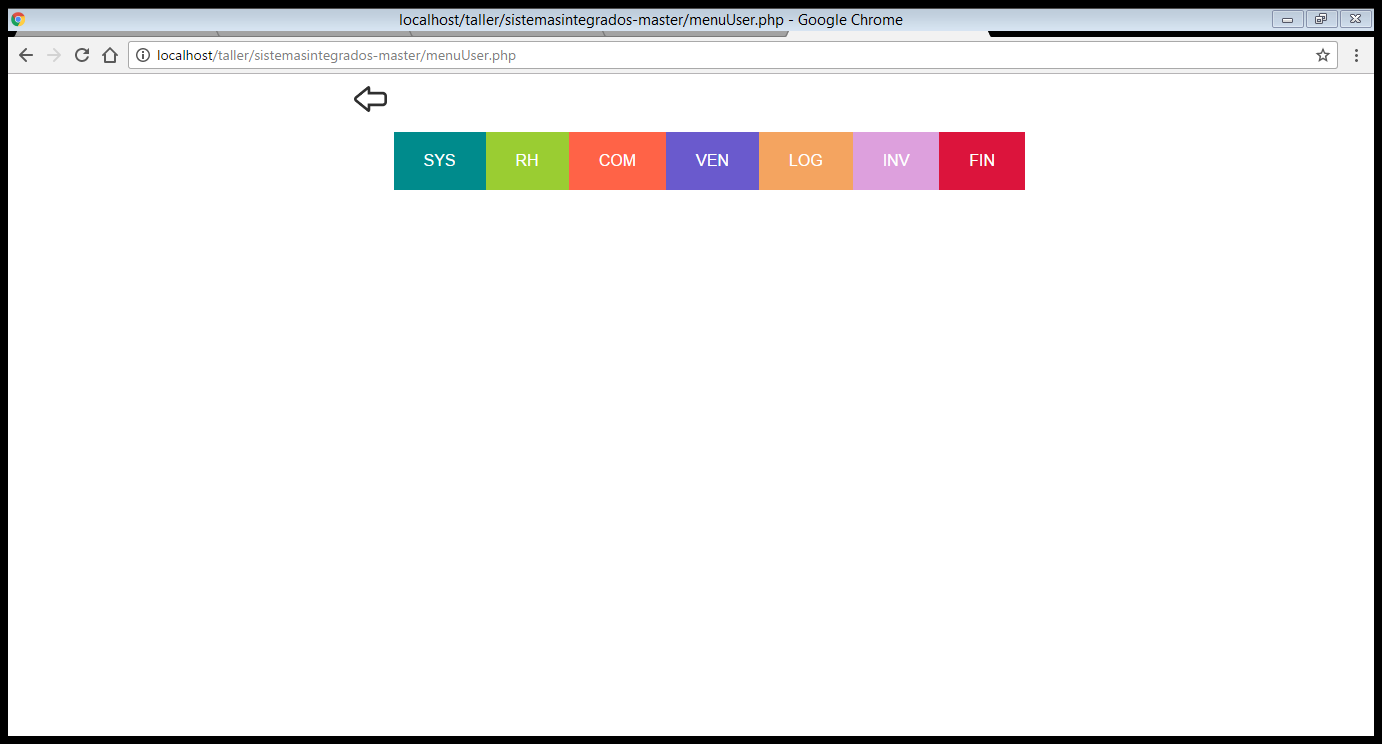 localhost/taller/sistemasintegrados-master/menuUser.php - Google Chrome
localhost/taller/sistemasintegrados-master/menuUser.php
SYS RH COM VEN LOG INV FIN